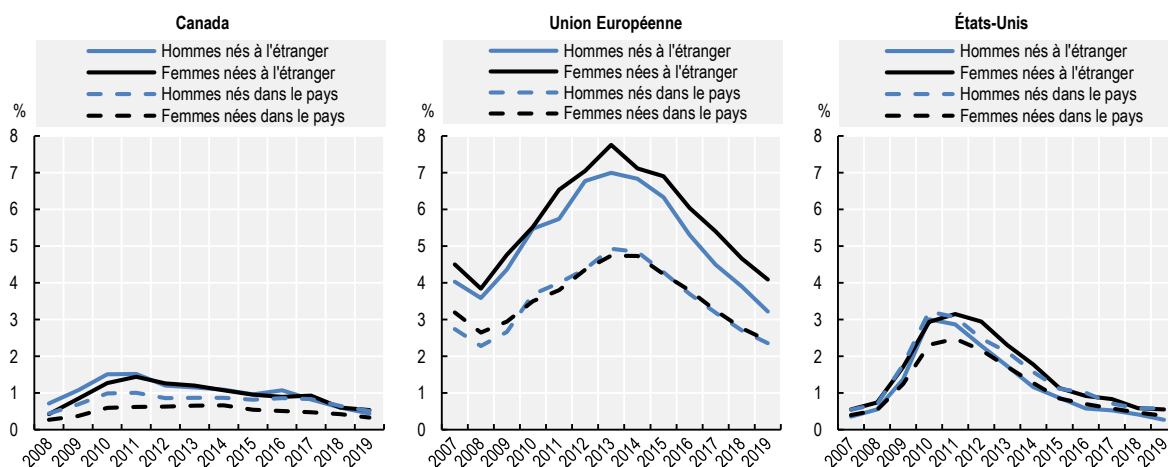 Canada
Hommes nés à l'étranger
Femmes nées à l'étranger
Hommes nés dans le pays
Femmes nées dans le pays
%
8
7
6
5
4
3
2
1
0
2008 2009 2010 2011 2012 2013 2014 2015 2016 2017 2018 2019
Union Européenne
Hommes nés à l'étranger
Femmes nées à l'étranger
Hommes nés dans le pays
Femmes nées dans le pays
%
8
7
6
5
4
3
2
1
0
2007 2008 2009 2010 2011 2012 2013 2014 2015 2016 2017 2018 2019
États-Unis
Hommes nés à l'étranger
Femmes nées à l'étranger
Hommes nés dans le pays
Femmes nées dans le pays
%
8
7
6
5
4
3
2
1
0
2007 2008 2009 2010 2011 2012 2013 2014 2015 2016 2017 2018 2019